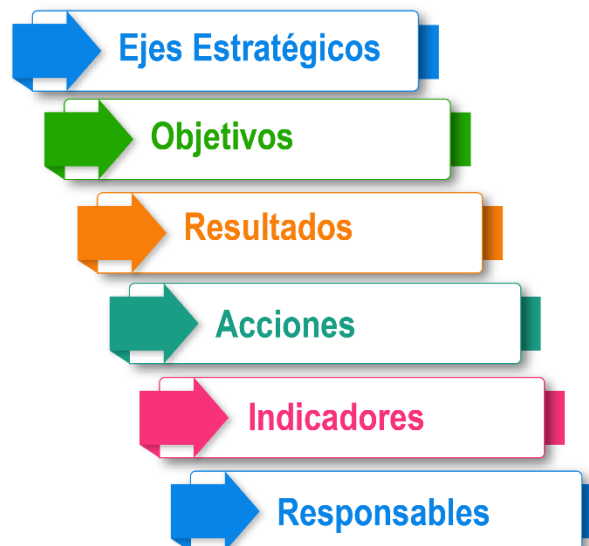 Ejes Estratégicos
Objetivos
Resultados
Acciones
Indicadores
Responsables